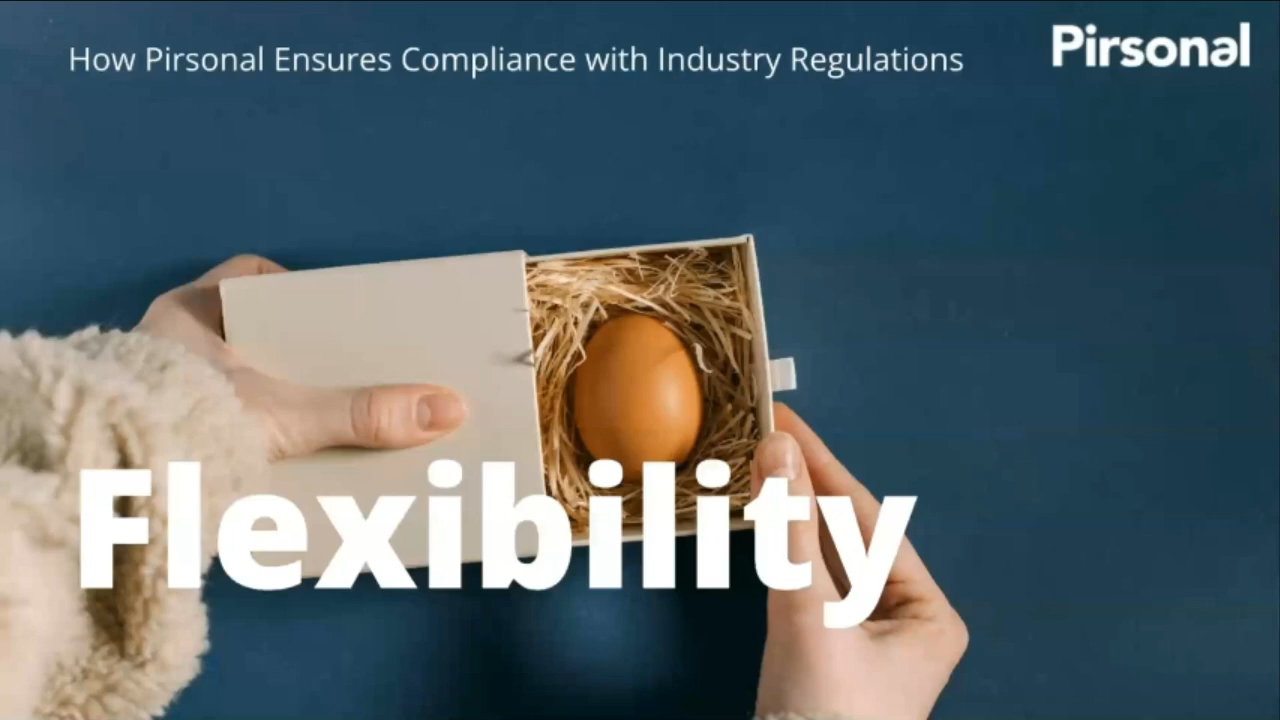 How Pirsonal Ensures Compliance with Industry Regulations
Pirsonal
Flexibility